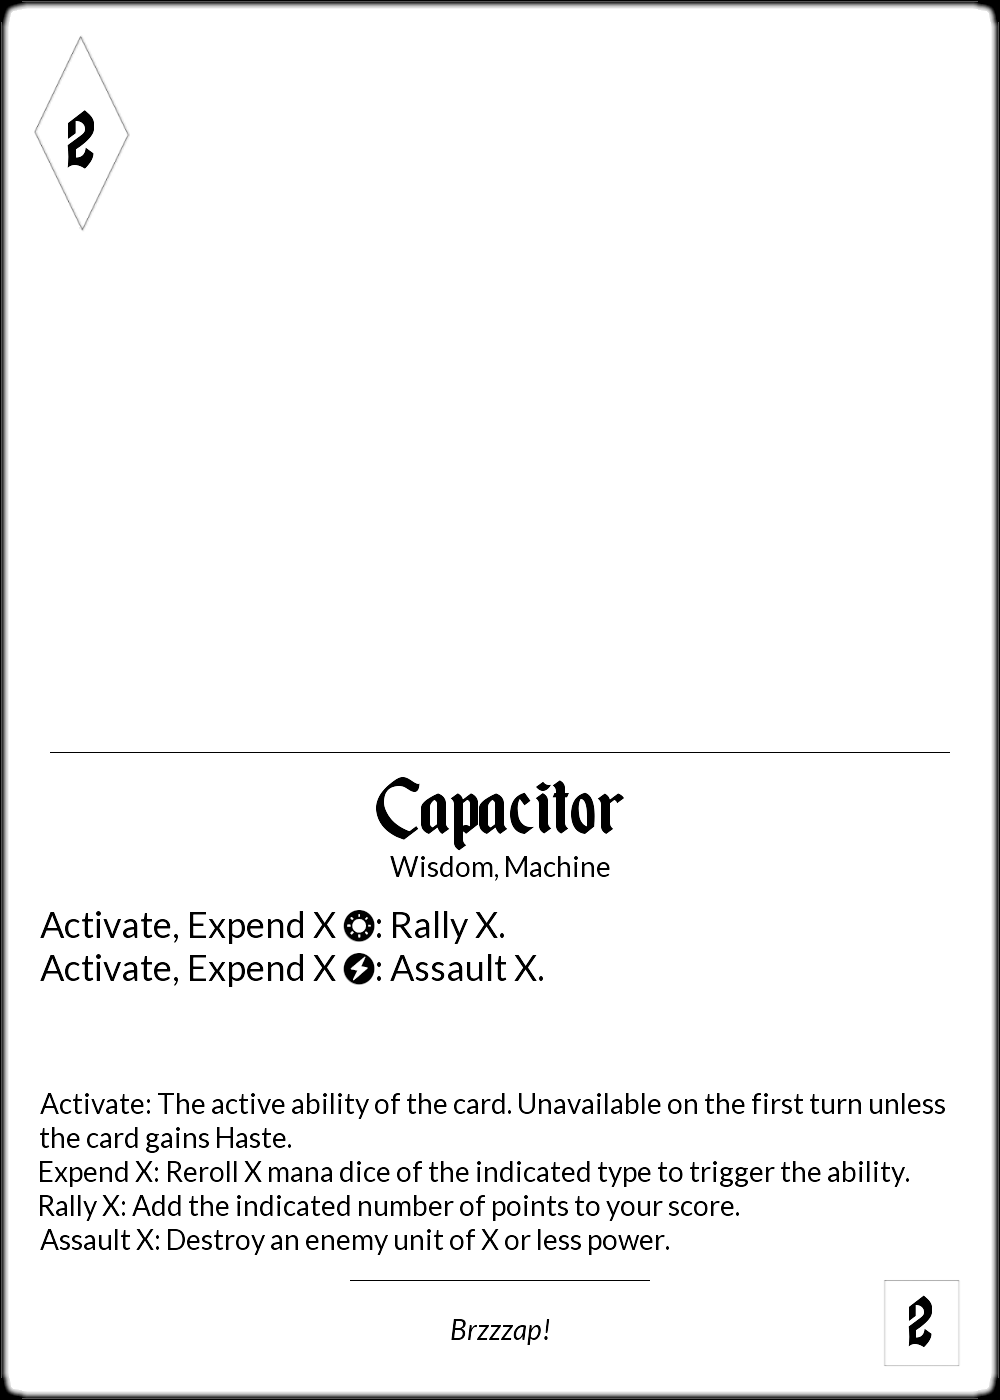 2
Capacitor
Wisdom, Machine
Activate, Expend X : Rally X.
Activate, Expend X : Assault X.
Activate: The active ability of the card. Unavailable on the first turn unless
the card gains Haste.
Expend X: Reroll X mana dice of the indicated type to trigger the ability.
Rally X: Add the indicated number of points to your score.
Assault X: Destroy an enemy unit of X or less power.
Brzzzap!
2